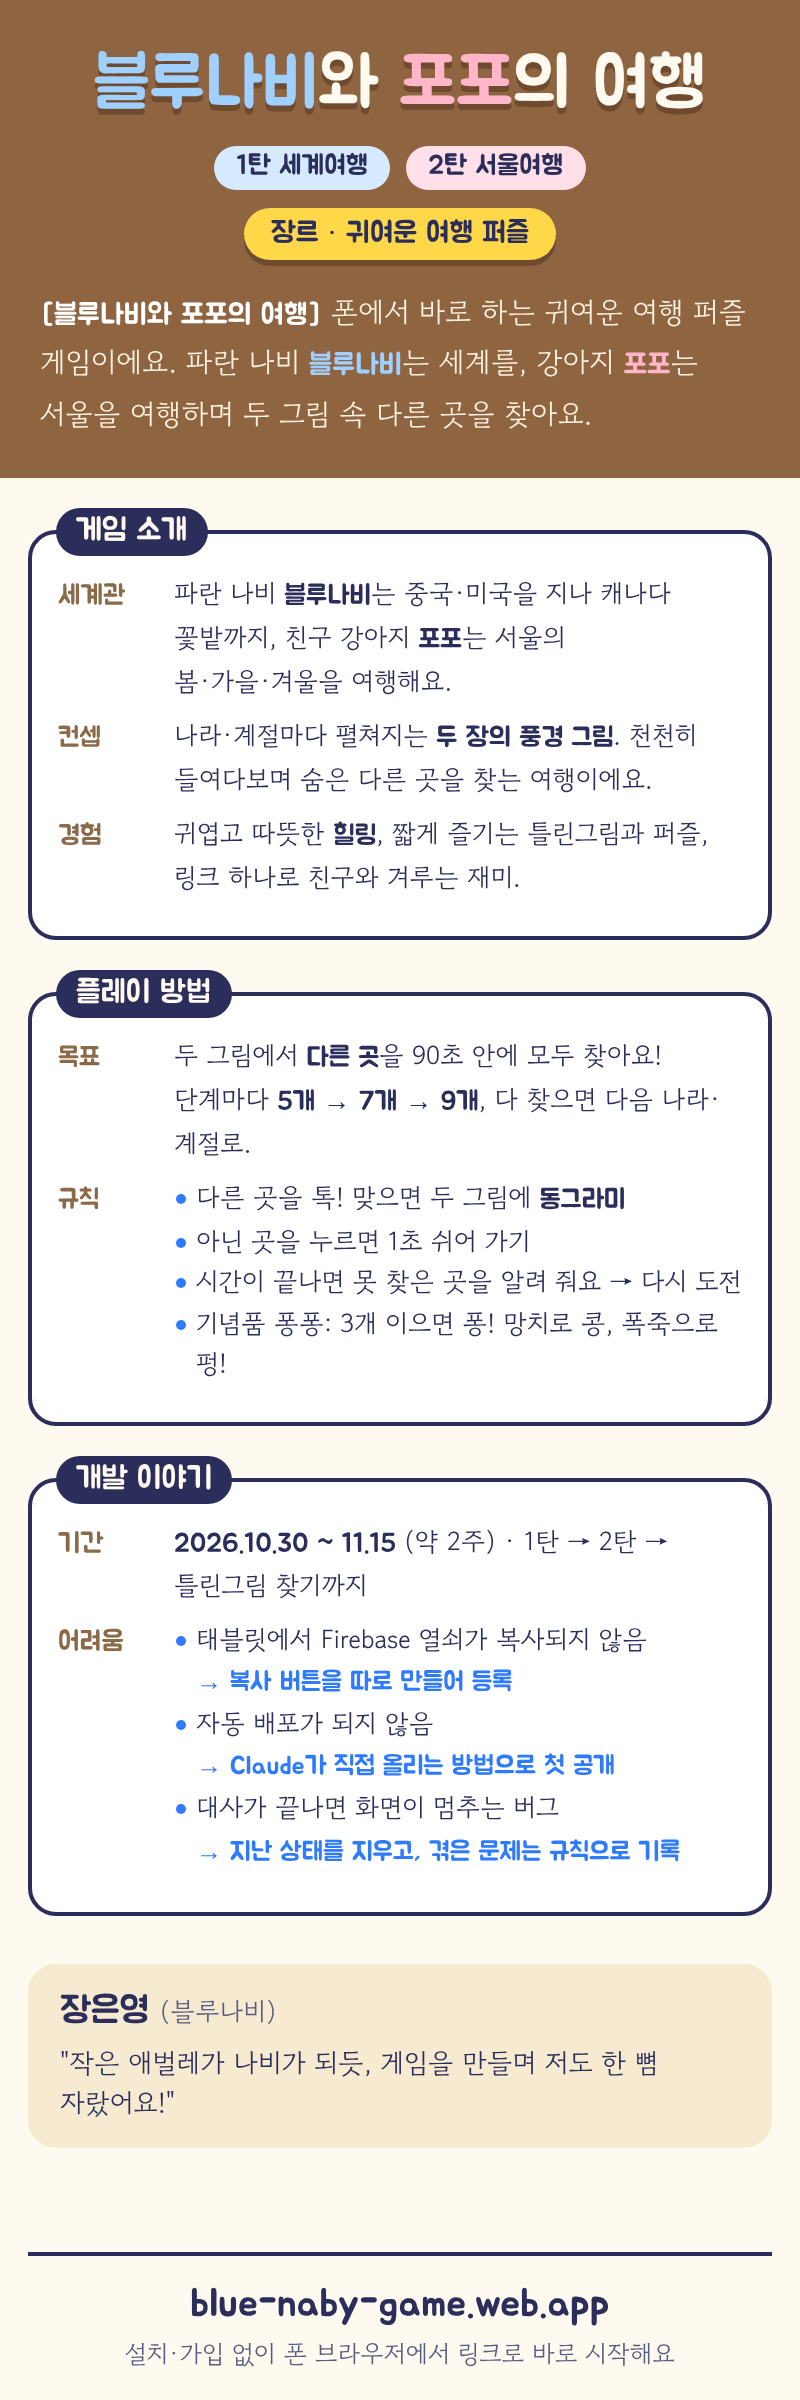 블루나비와 포포의 여행
1탄 세계여행
2탄 서울여행
장르 · 귀여운 여행 퍼즐
[블루나비와 포포의 여행] 폰에서 바로 하는 귀여운 여행 퍼즐
게임이에요. 파란 나비 블루나비는 세계를, 강아지 포포는
서울을 여행하며 두 그림 속 다른 곳을 찾아요.
게임 소개
세계관
파란 나비 블루나비는 중국·미국을 지나 캐나다
꽃밭까지, 친구 강아지 포포는 서울의
봄·가을·겨울을 여행해요.
컨셉
나라·계절마다 펼쳐지는 두 장의 풍경 그림. 천천히
들여다보며 숨은 다른 곳을 찾는 여행이에요.
경험
귀엽고 따뜻한 힐링, 짧게 즐기는 틀린그림과 퍼즐,
링크 하나로 친구와 겨루는 재미.
플레이 방법
목표
두 그림에서 다른 곳을 90초 안에 모두 찾아요!
단계마다 5개 → 7개 → 9개, 다 찾으면 다음 나라·
계절로.
규칙
• 다른 곳을 톡! 맞으면 두 그림에 동그라미
• 아닌 곳을 누르면 1초 쉬어 가기
• 시간이 끝나면 못 찾은 곳을 알려 줘요 → 다시 도전
• 기념품 퐁퐁: 3개 이으면 퐁! 망치로 콩, 폭죽으로
펑!
개발 이야기
기간
2026.10.30 ~ 11.15 (약 2주) · 1탄 → 2탄 →
틀린그림 찾기까지
어려움
• 태블릿에서 Firebase 열쇠가 복사되지 않음
→ 복사 버튼을 따로 만들어 등록
• 자동 배포가 되지 않음
→ Claude가 직접 올리는 방법으로 첫 공개
• 대사가 끝나면 화면이 멈추는 버그
→ 지난 상태를 지우고, 겪은 문제는 규칙으로 기록
장은영 (블루나비)
"작은 애벌레가 나비가 되듯, 게임을 만들며 저도 한 뼘
자랐어요!"
blue-naby-game.web.app
설치·가입 없이 폰 브라우저에서 링크로 바로 시작해요